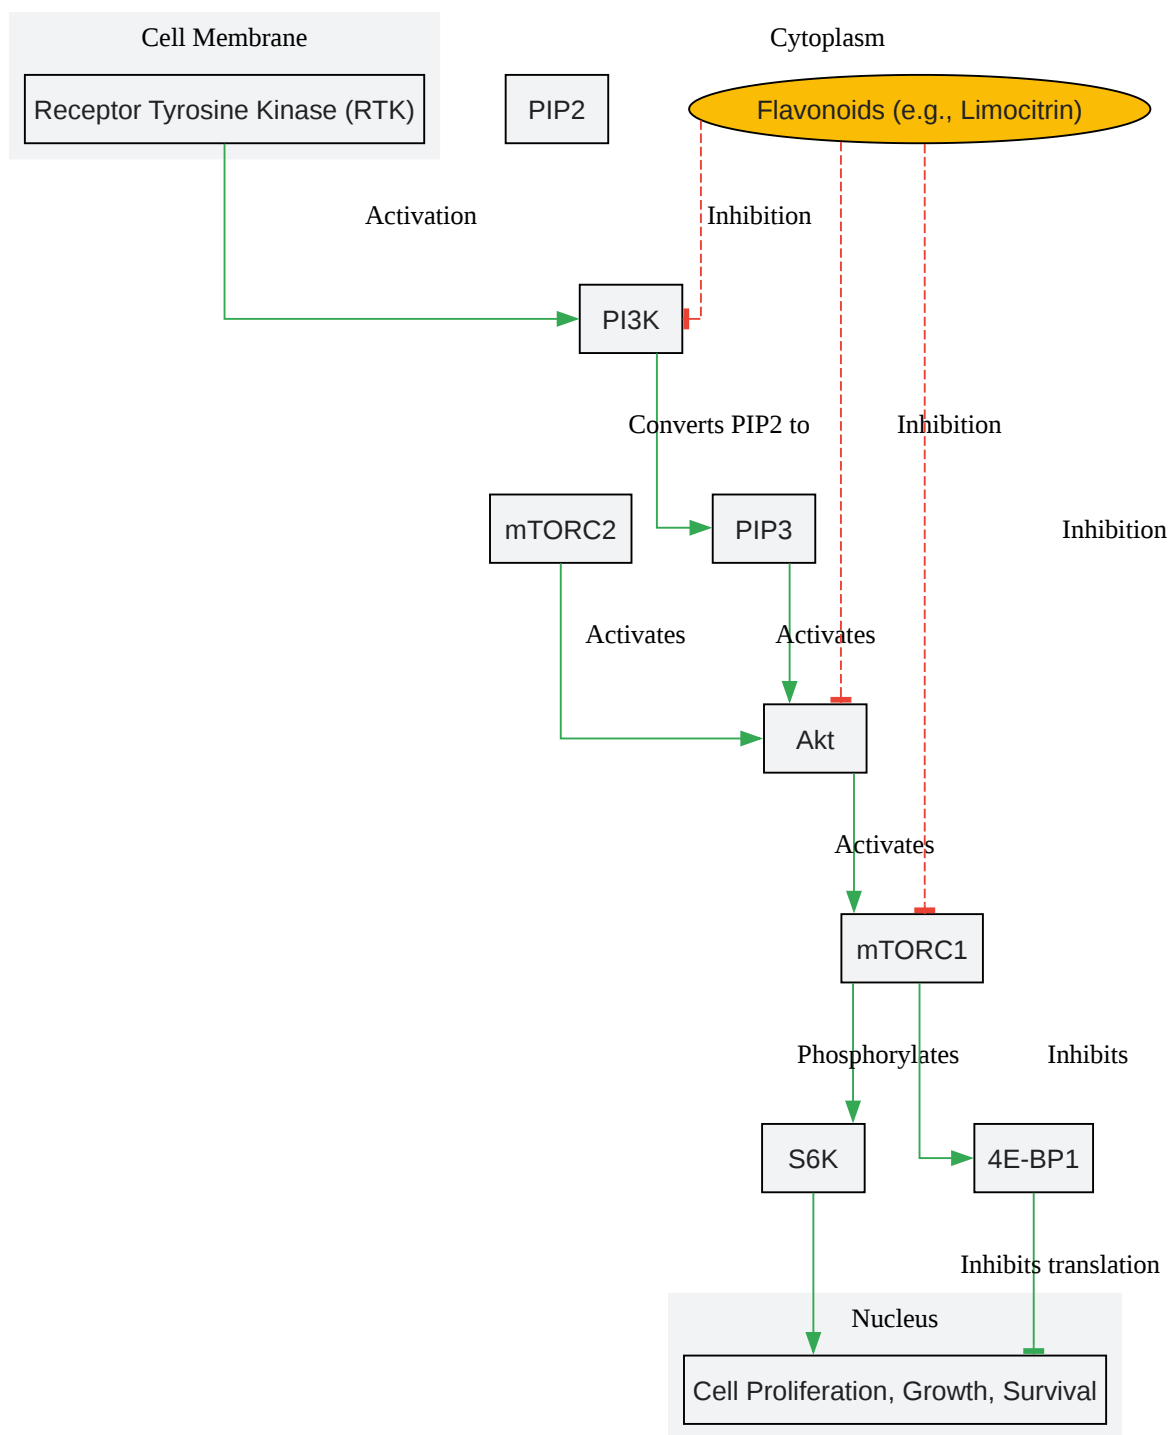 Cell Membrane
Cytoplasm
Receptor Tyrosine Kinase (RTK)
PIP2
Flavonoids (e.g., Limocitrin)
Activation
Inhibition
PI3K
Converts PIP2 to
Inhibition
mTORC2
PIP3
Inhibition
Activates
Activates
Akt
Activates
mTORC1
Phosphorylates
Inhibits
S6K
4E-BP1
Inhibits translation
Nucleus
Cell Proliferation, Growth, Survival